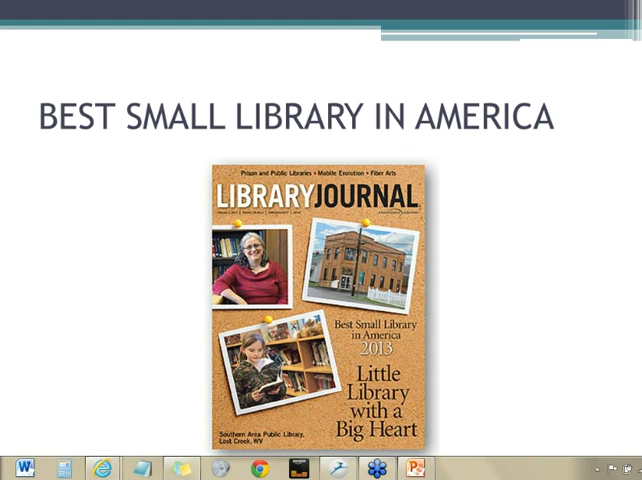 BEST SMALL LIBRARY IN AMERICA
Prison and Public Libraries • Mobile Evolution • Fiber Arts
LIBRARYJOURNAL
Best Small Library
in America
2013
Little
Library
with a
Big Heart
Southern Area Public Library,
Lost Creek, WV